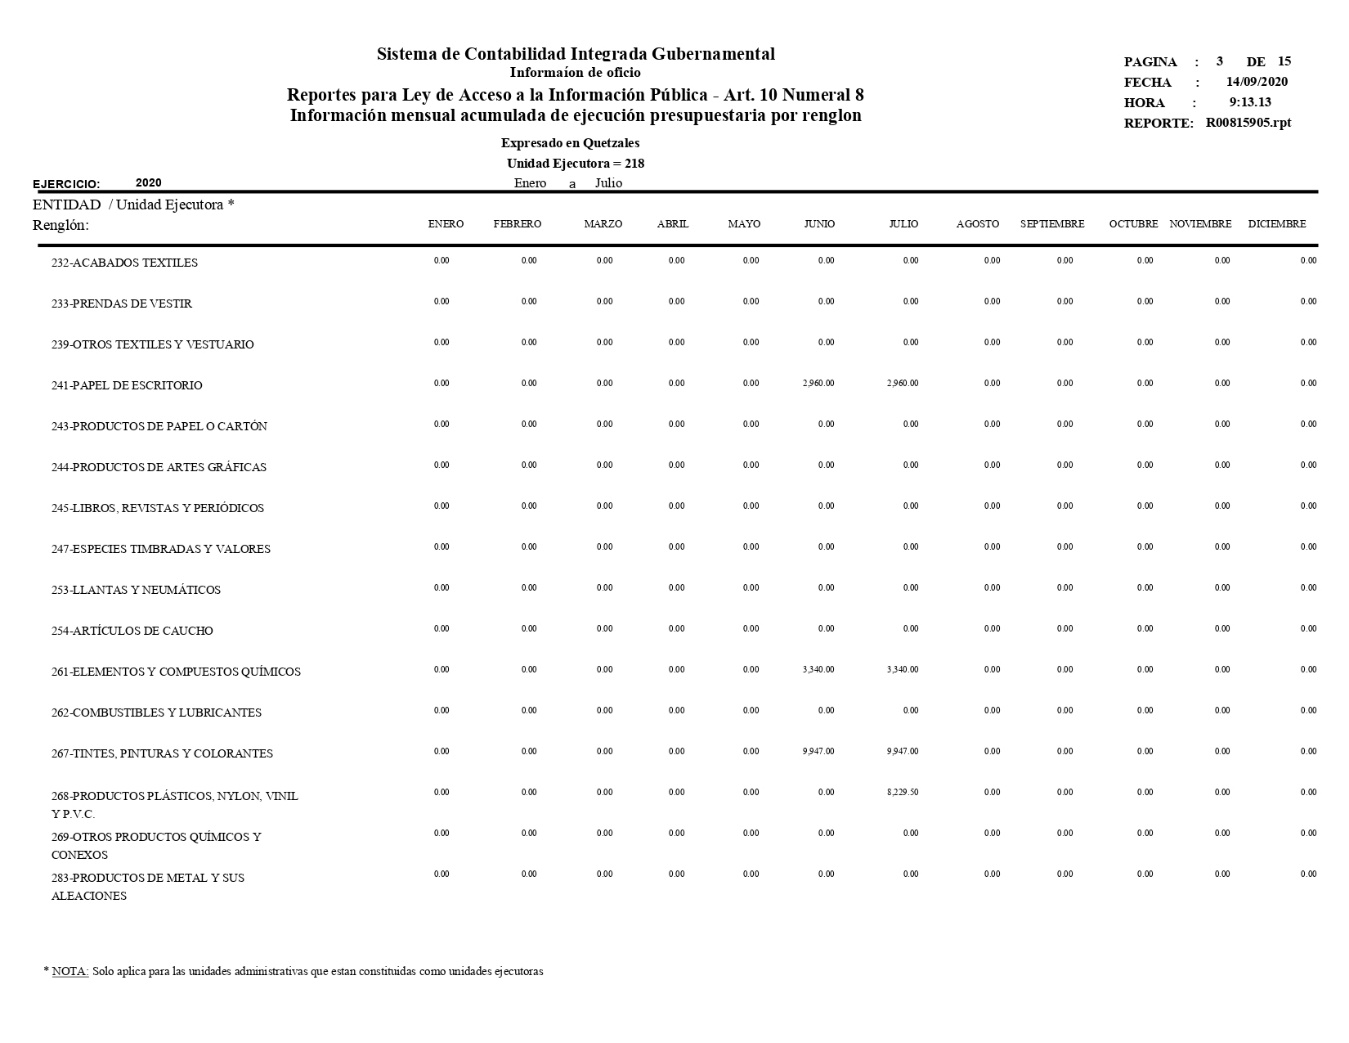 Sistema de Contabilidad Integrada Gubernamental
Informaíon de oficio
Reportes para Ley de Acceso a la Información Pública - Art. 10 Numeral 8
Información mensual acumulada de ejecución presupuestaria por renglon
PAGINA : 3 DE 15
FECHA : 14/09/2020
HORA : 9:13.13
REPORTE: R00815905.rpt
Expresado en Quetzales
Unidad Ejecutora = 218
EJERCICIO: 2020 Enero a Julio
ENTIDAD / Unidad Ejecutora *
Renglón: ENERO FEBRERO MARZO ABRIL MAYO JUNIO JULIO AGOSTO SEPTIEMBRE OCTUBRE NOVIEMBRE DICIEMBRE
232-ACABADOS TEXTILES 0.00 0.00 0.00 0.00 0.00 0.00 0.00 0.00 0.00 0.00 0.00 0.00
233-PRENDAS DE VESTIR 0.00 0.00 0.00 0.00 0.00 0.00 0.00 0.00 0.00 0.00 0.00 0.00
239-OTROS TEXTILES Y VESTUARIO 0.00 0.00 0.00 0.00 0.00 0.00 0.00 0.00 0.00 0.00 0.00 0.00
241-PAPEL DE ESCRITORIO 0.00 0.00 0.00 0.00 0.00 2,960.00 2,960.00 0.00 0.00 0.00 0.00 0.00
243-PRODUCTOS DE PAPEL O CARTÓN 0.00 0.00 0.00 0.00 0.00 0.00 0.00 0.00 0.00 0.00 0.00 0.00
244-PRODUCTOS DE ARTES GRÁFICAS 0.00 0.00 0.00 0.00 0.00 0.00 0.00 0.00 0.00 0.00 0.00 0.00
245-LIBROS, REVISTAS Y PERIÓDICOS 0.00 0.00 0.00 0.00 0.00 0.00 0.00 0.00 0.00 0.00 0.00 0.00
247-ESPECIES TIMBRADAS Y VALORES 0.00 0.00 0.00 0.00 0.00 0.00 0.00 0.00 0.00 0.00 0.00 0.00
253-LLANTAS Y NEUMÁTICOS 0.00 0.00 0.00 0.00 0.00 0.00 0.00 0.00 0.00 0.00 0.00 0.00
254-ARTÍCULOS DE CAUCHO 0.00 0.00 0.00 0.00 0.00 0.00 0.00 0.00 0.00 0.00 0.00 0.00
261-ELEMENTOS Y COMPUESTOS QUÍMICOS 0.00 0.00 0.00 0.00 0.00 3,340.00 3,340.00 0.00 0.00 0.00 0.00 0.00
262-COMBUSTIBLES Y LUBRICANTES 0.00 0.00 0.00 0.00 0.00 0.00 0.00 0.00 0.00 0.00 0.00 0.00
267-TINTES, PINTURAS Y COLORANTES 0.00 0.00 0.00 0.00 0.00 9,947.00 9,947.00 0.00 0.00 0.00 0.00 0.00
268-PRODUCTOS PLÁSTICOS, NYLON, VINIL 0.00 0.00 0.00 0.00 0.00 0.00 8,229.50 0.00 0.00 0.00 0.00 0.00
Y P.V.C.
269-OTROS PRODUCTOS QUÍMICOS Y 0.00 0.00 0.00 0.00 0.00 0.00 0.00 0.00 0.00 0.00 0.00 0.00
CONEXOS
283-PRODUCTOS DE METAL Y SUS 0.00 0.00 0.00 0.00 0.00 0.00 0.00 0.00 0.00 0.00 0.00 0.00
ALEACIONES
* NOTA: Solo aplica para las unidades administrativas que estan constituidas como unidades ejecutoras